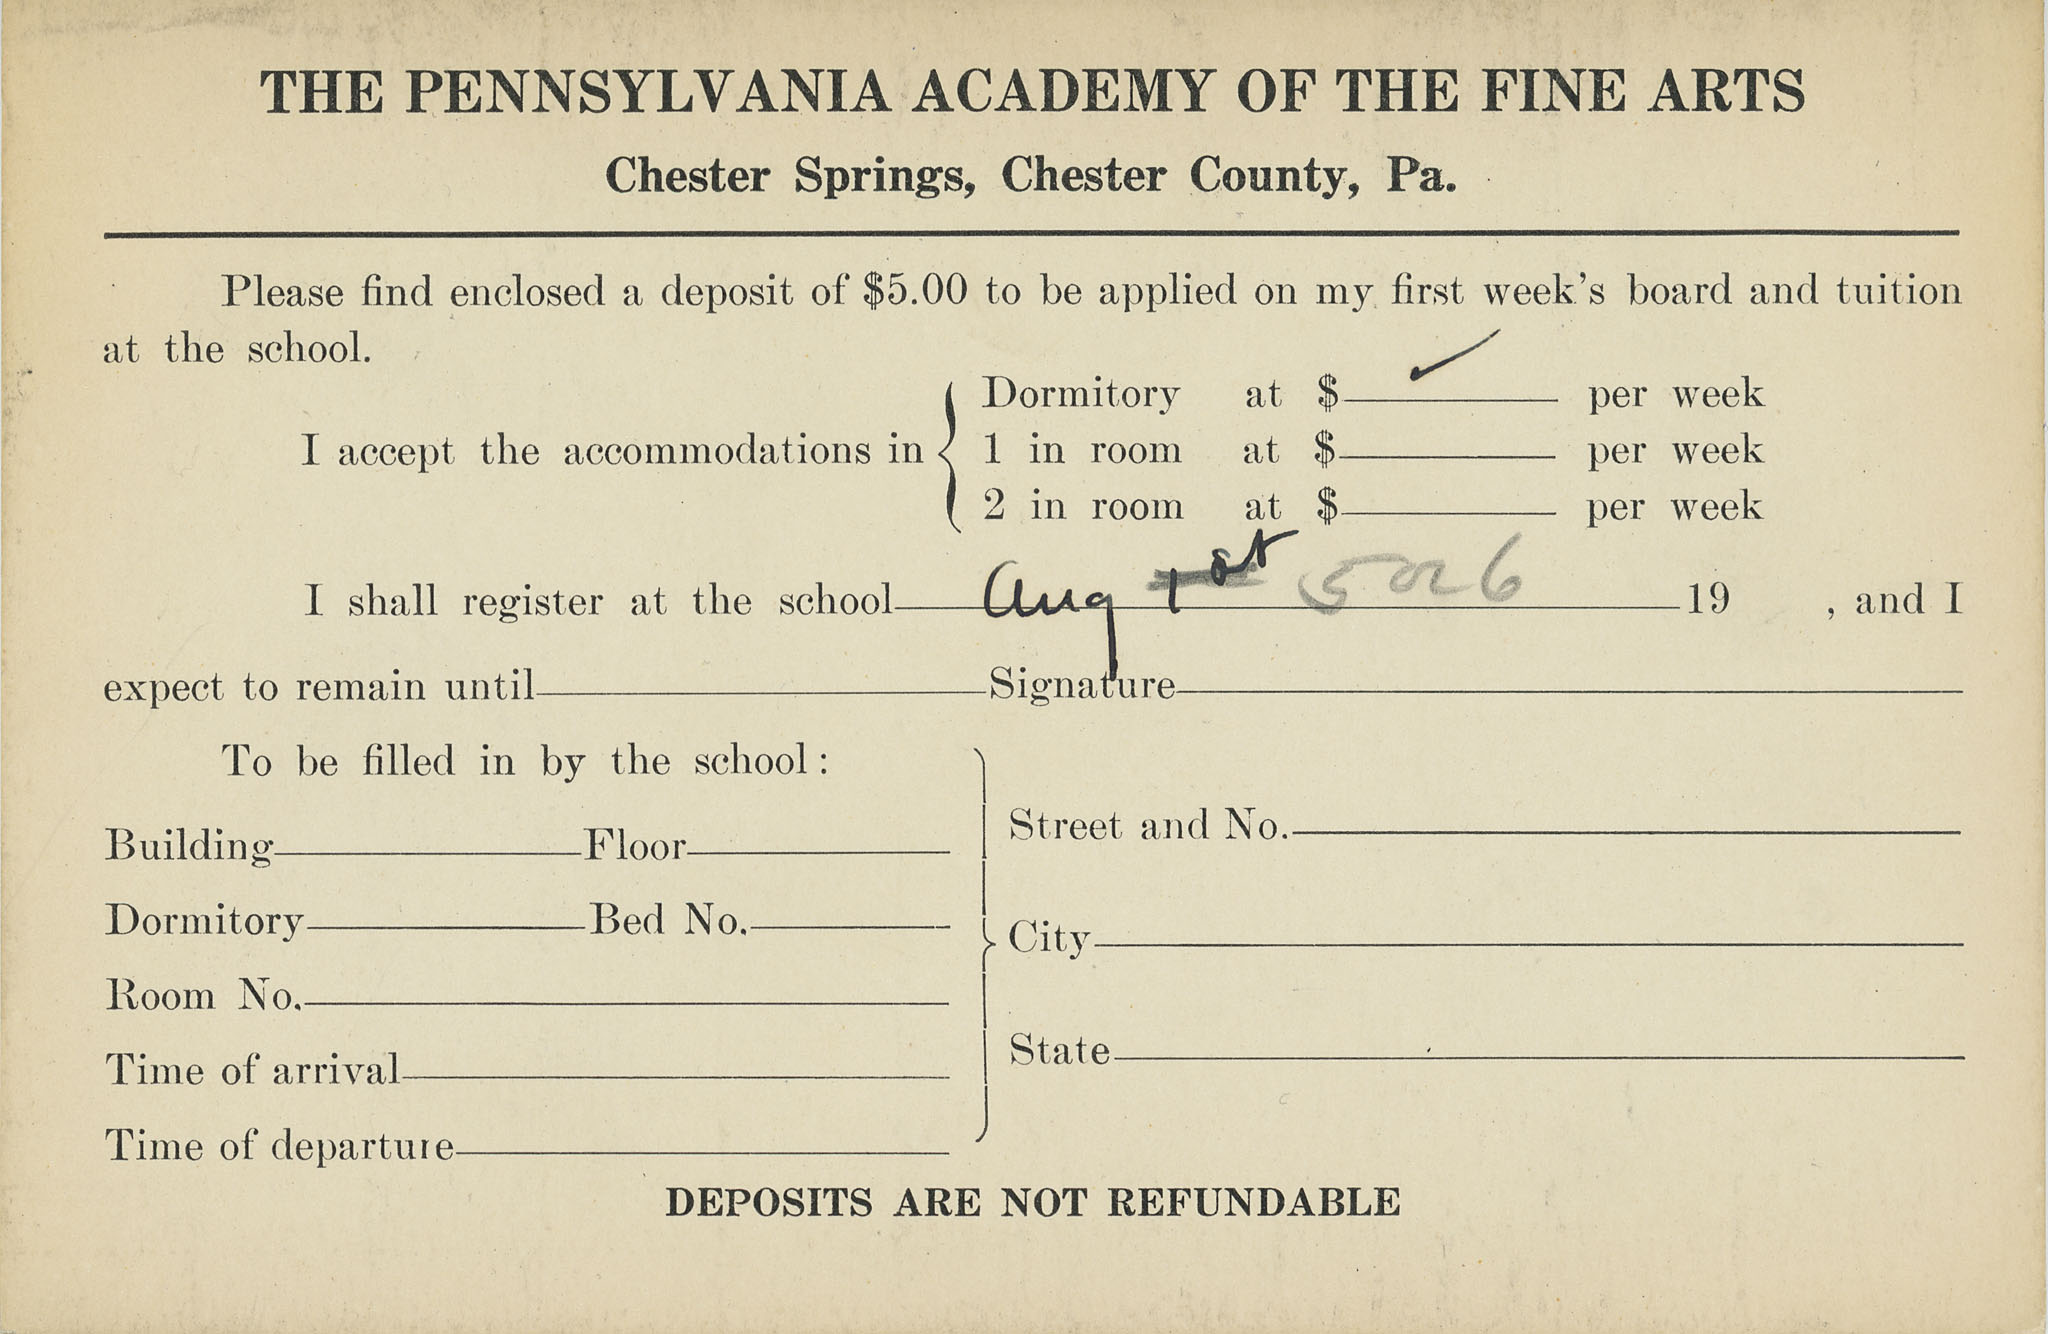 THE PENNSYLVANIA ACADEMY OF THE FINE ARTS
Chester Springs, Chester County, Pa.
Please find enclosed a deposit of $5.00 to be applied on my first week's board and tuition
at the school.
I accept the accommodations in
Dormitory at $ ✓ per week
1 in room at $ per week
2 in room at $ per week
I shall register at the school Aug 1st 5 or 6 19 , and I
expect to remain until Signature
To be filled in by the school:
Building Floor
Dormitory Bed No.
Room No.
Time of arrival
Time of departure
Street and No.
City
State
DEPOSITS ARE NOT REFUNDABLE